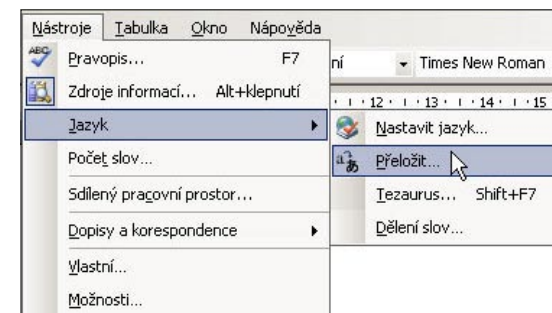 Nástroje Tabulka Okno Nápověda
Pravopis... F7
ní Times New Roman
Zdroje informací... Alt+klepnutí
12 · 13 · 14 · 15
Jazyk
Nastavit jazyk...
Počet slov...
Přeložit...
Sdílený pracovní prostor...
Tezaurus... Shift+F7
Dopisy a korespondence
Dělení slov...
Vlastní...
Možnosti...